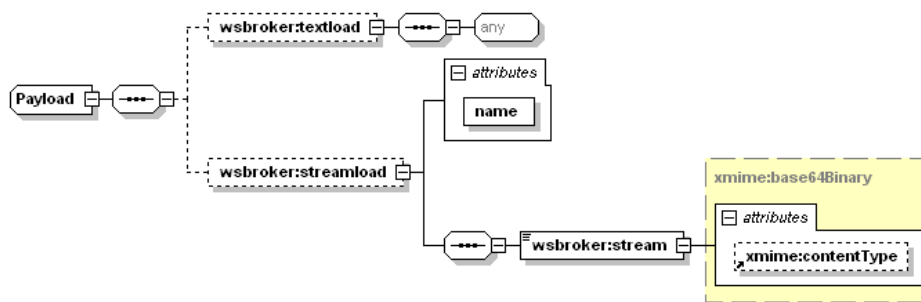 wsbroker:textload
any
attributes
Payload
name
wsbroker:streamload
xmime:base64Binary
attributes
wsbroker:stream
xmime:contentType